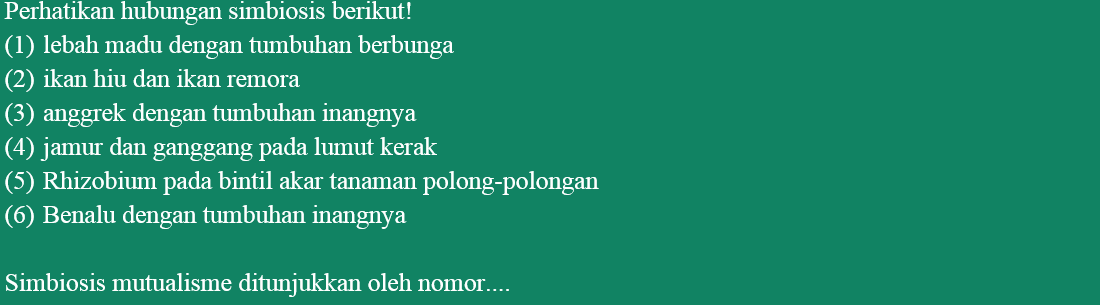 Perhatikan hubungan simbiosis berikut!
(1) lebah madu dengan tumbuhan berbunga
(2) ikan hiu dan ikan remora
(3) anggrek dengan tumbuhan inangnya
(4) jamur dan ganggang pada lumut kerak
(5) Rhizobium pada bintil akar tanaman polong-polongan
(6) Benalu dengan tumbuhan inangnya
Simbiosis mutualisme ditunjukkan oleh nomor....